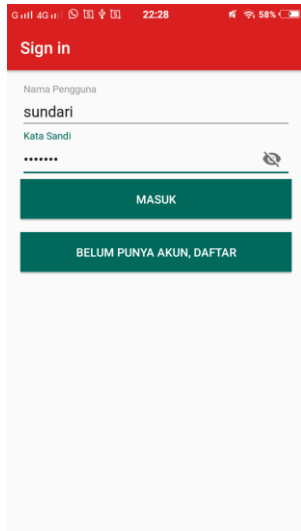 22:28 58%
Sign in
Nama Pengguna
sundari
Kata Sandi
•••••••
MASUK
BELUM PUNYA AKUN, DAFTAR